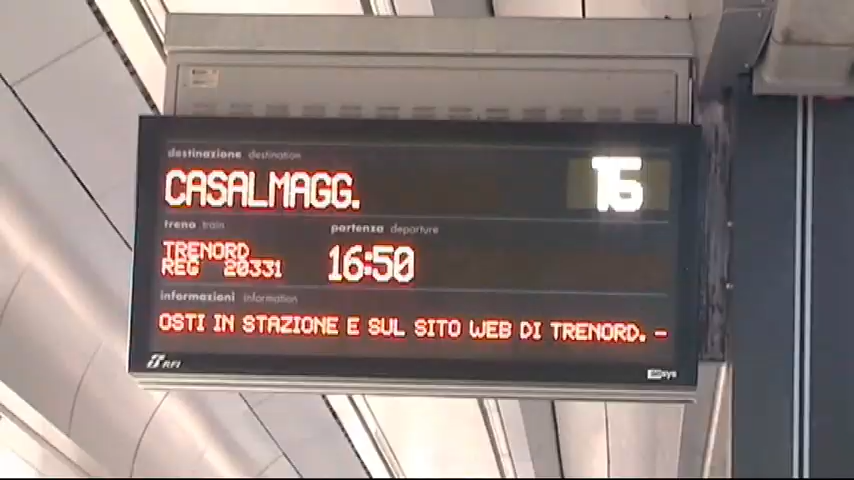 destinazione destination
CASALMAGG.
15
treno train
partenza departure
TRENORD
REG 20331
16:50
informazioni information
OSTI IN STAZIONE E SUL SITO WEB DI TRENORD. -
RFI